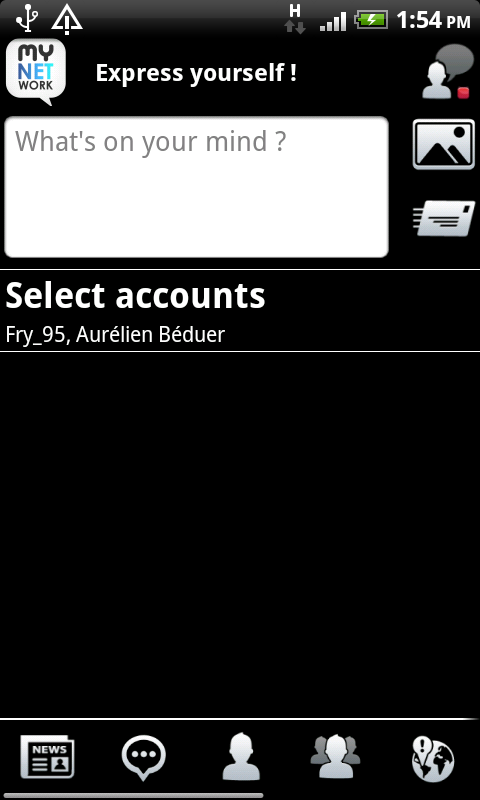 H
1:54 PM
my
NET
WORK
Express yourself !
What's on your mind ?
Select accounts
Fry_95, Aurélien Béduer
NEWS